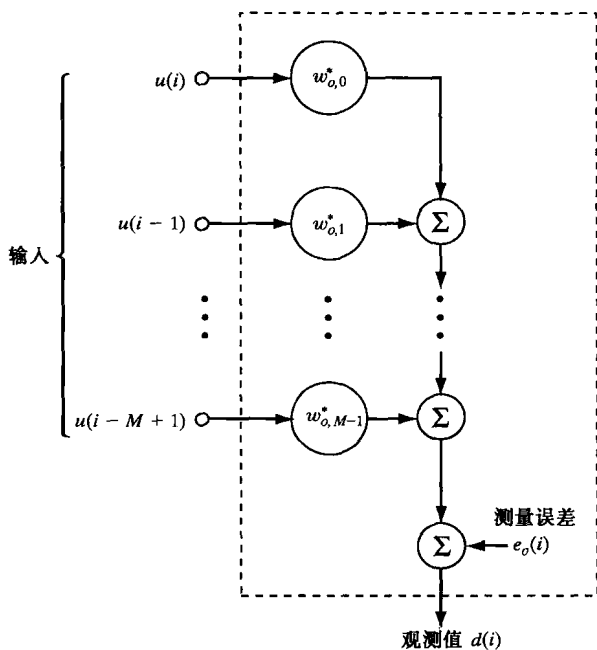 u(i)
w*o,0
u(i − 1)
w*o,1
Σ
输入
u(i − M + 1)
w*o,M−1
Σ
测量误差
Σ
eo(i)
观测值 d(i)